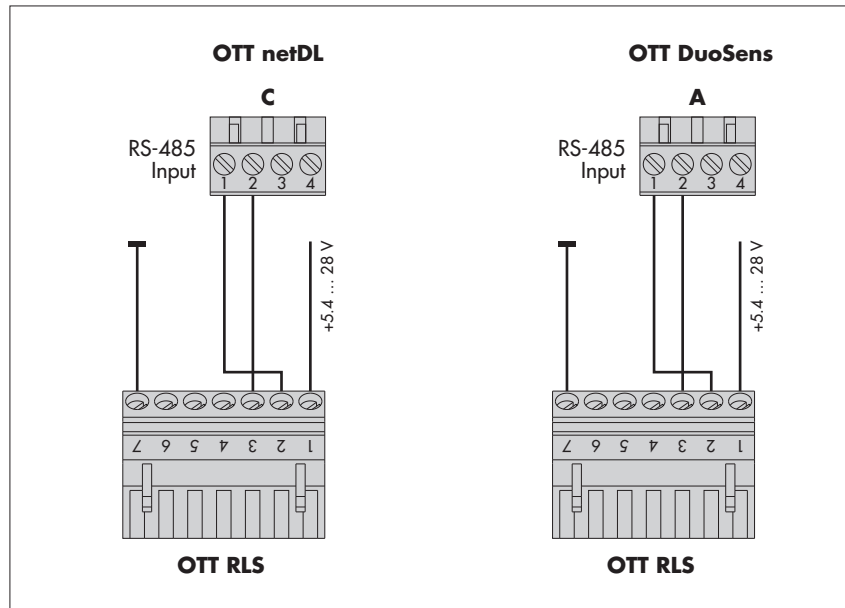 OTT netDL
C
RS-485
Input
1 2 3 4
+5.4 ... 28 V
7 6 5 4 3 2 1
OTT RLS
OTT DuoSens
A
RS-485
Input
1 2 3 4
+5.4 ... 28 V
7 6 5 4 3 2 1
OTT RLS